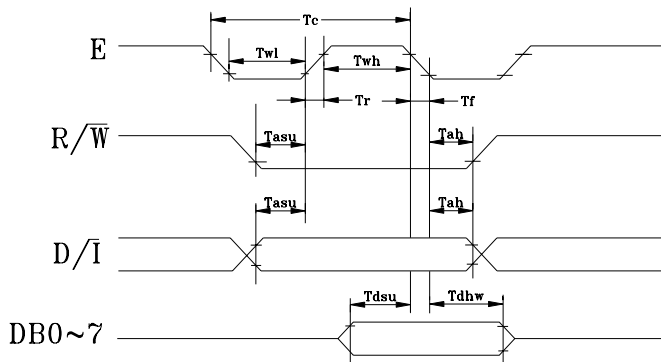 Tc
E
Twl
Twh
Tr
Tf
R/W̅
Tasu
Tah
Tasu
Tah
D/I̅
Tdsu
Tdhw
DB0~7